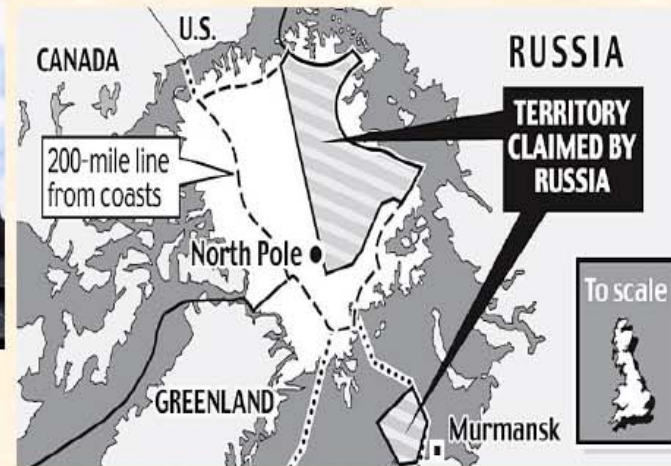 U.S.
CANADA
RUSSIA
TERRITORY
CLAIMED BY
RUSSIA
200-mile line
from coasts
North Pole
To scale
GREENLAND
Murmansk